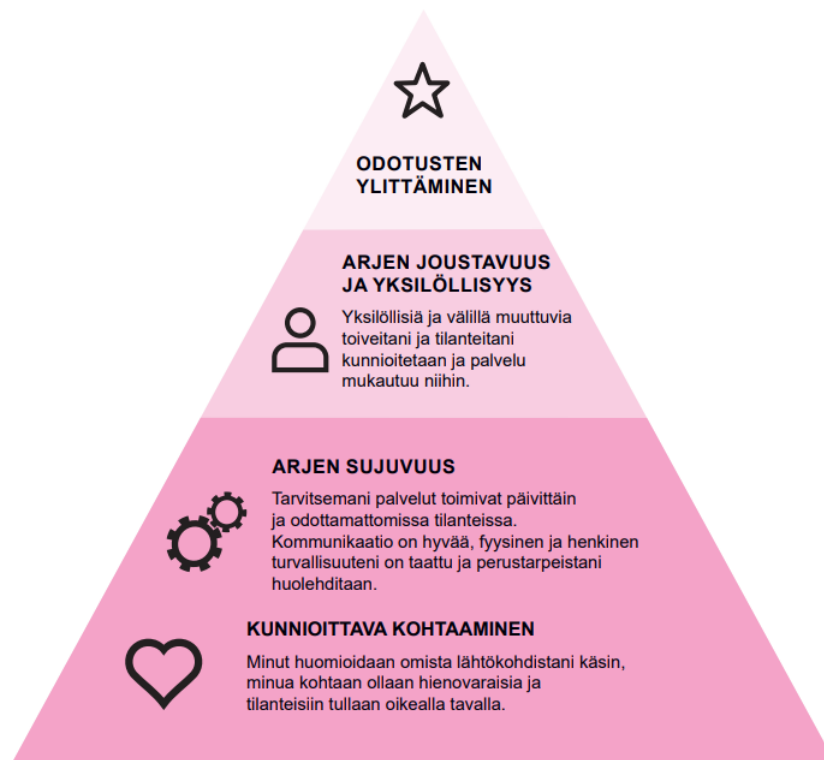 ODOTUSTEN
YLITTÄMINEN
ARJEN JOUSTAVUUS
JA YKSILÖLLISYYS
Yksilöllisiä ja välillä muuttuvia
toiveitani ja tilanteitani
kunnioitetaan ja palvelu
mukautuu niihin.
ARJEN SUJUVUUS
Tarvitsemani palvelut toimivat päivittäin
ja odottamattomissa tilanteissa.
Kommunikaatio on hyvää, fyysinen ja henkinen
turvallisuuteni on taattu ja perustarpeistani
huolehditaan.
KUNNIOITTAVA KOHTAAMINEN
Minut huomioidaan omista lähtökohdistani käsin,
minua kohtaan ollaan hienovaraisia ja
tilanteisiin tullaan oikealla tavalla.